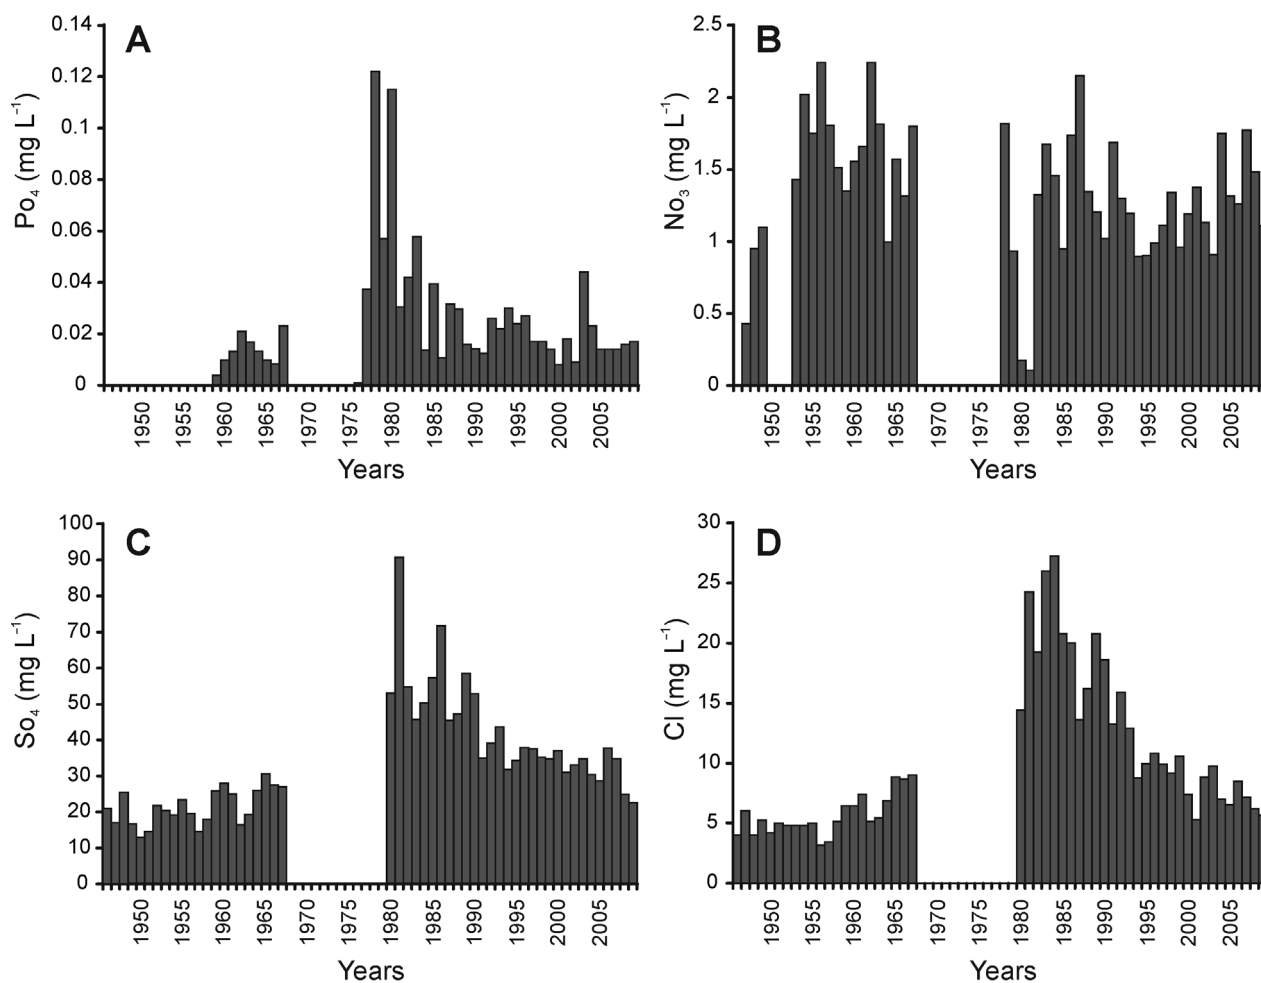 A
Po₄ (mg L⁻¹)
0.14
0.12
0.1
0.08
0.06
0.04
0.02
0
1950 1955 1960 1965 1970 1975 1980 1985 1990 1995 2000 2005
Years
B
No₃ (mg L⁻¹)
2.5
2
1.5
1
0.5
0
1950 1955 1960 1965 1970 1975 1980 1985 1990 1995 2000 2005
Years
C
So₄ (mg L⁻¹)
100
90
80
70
60
50
40
30
20
10
0
1950 1955 1960 1965 1970 1975 1980 1985 1990 1995 2000 2005
Years
D
Cl (mg L⁻¹)
30
25
20
15
10
5
0
1950 1955 1960 1965 1970 1975 1980 1985 1990 1995 2000 2005
Years